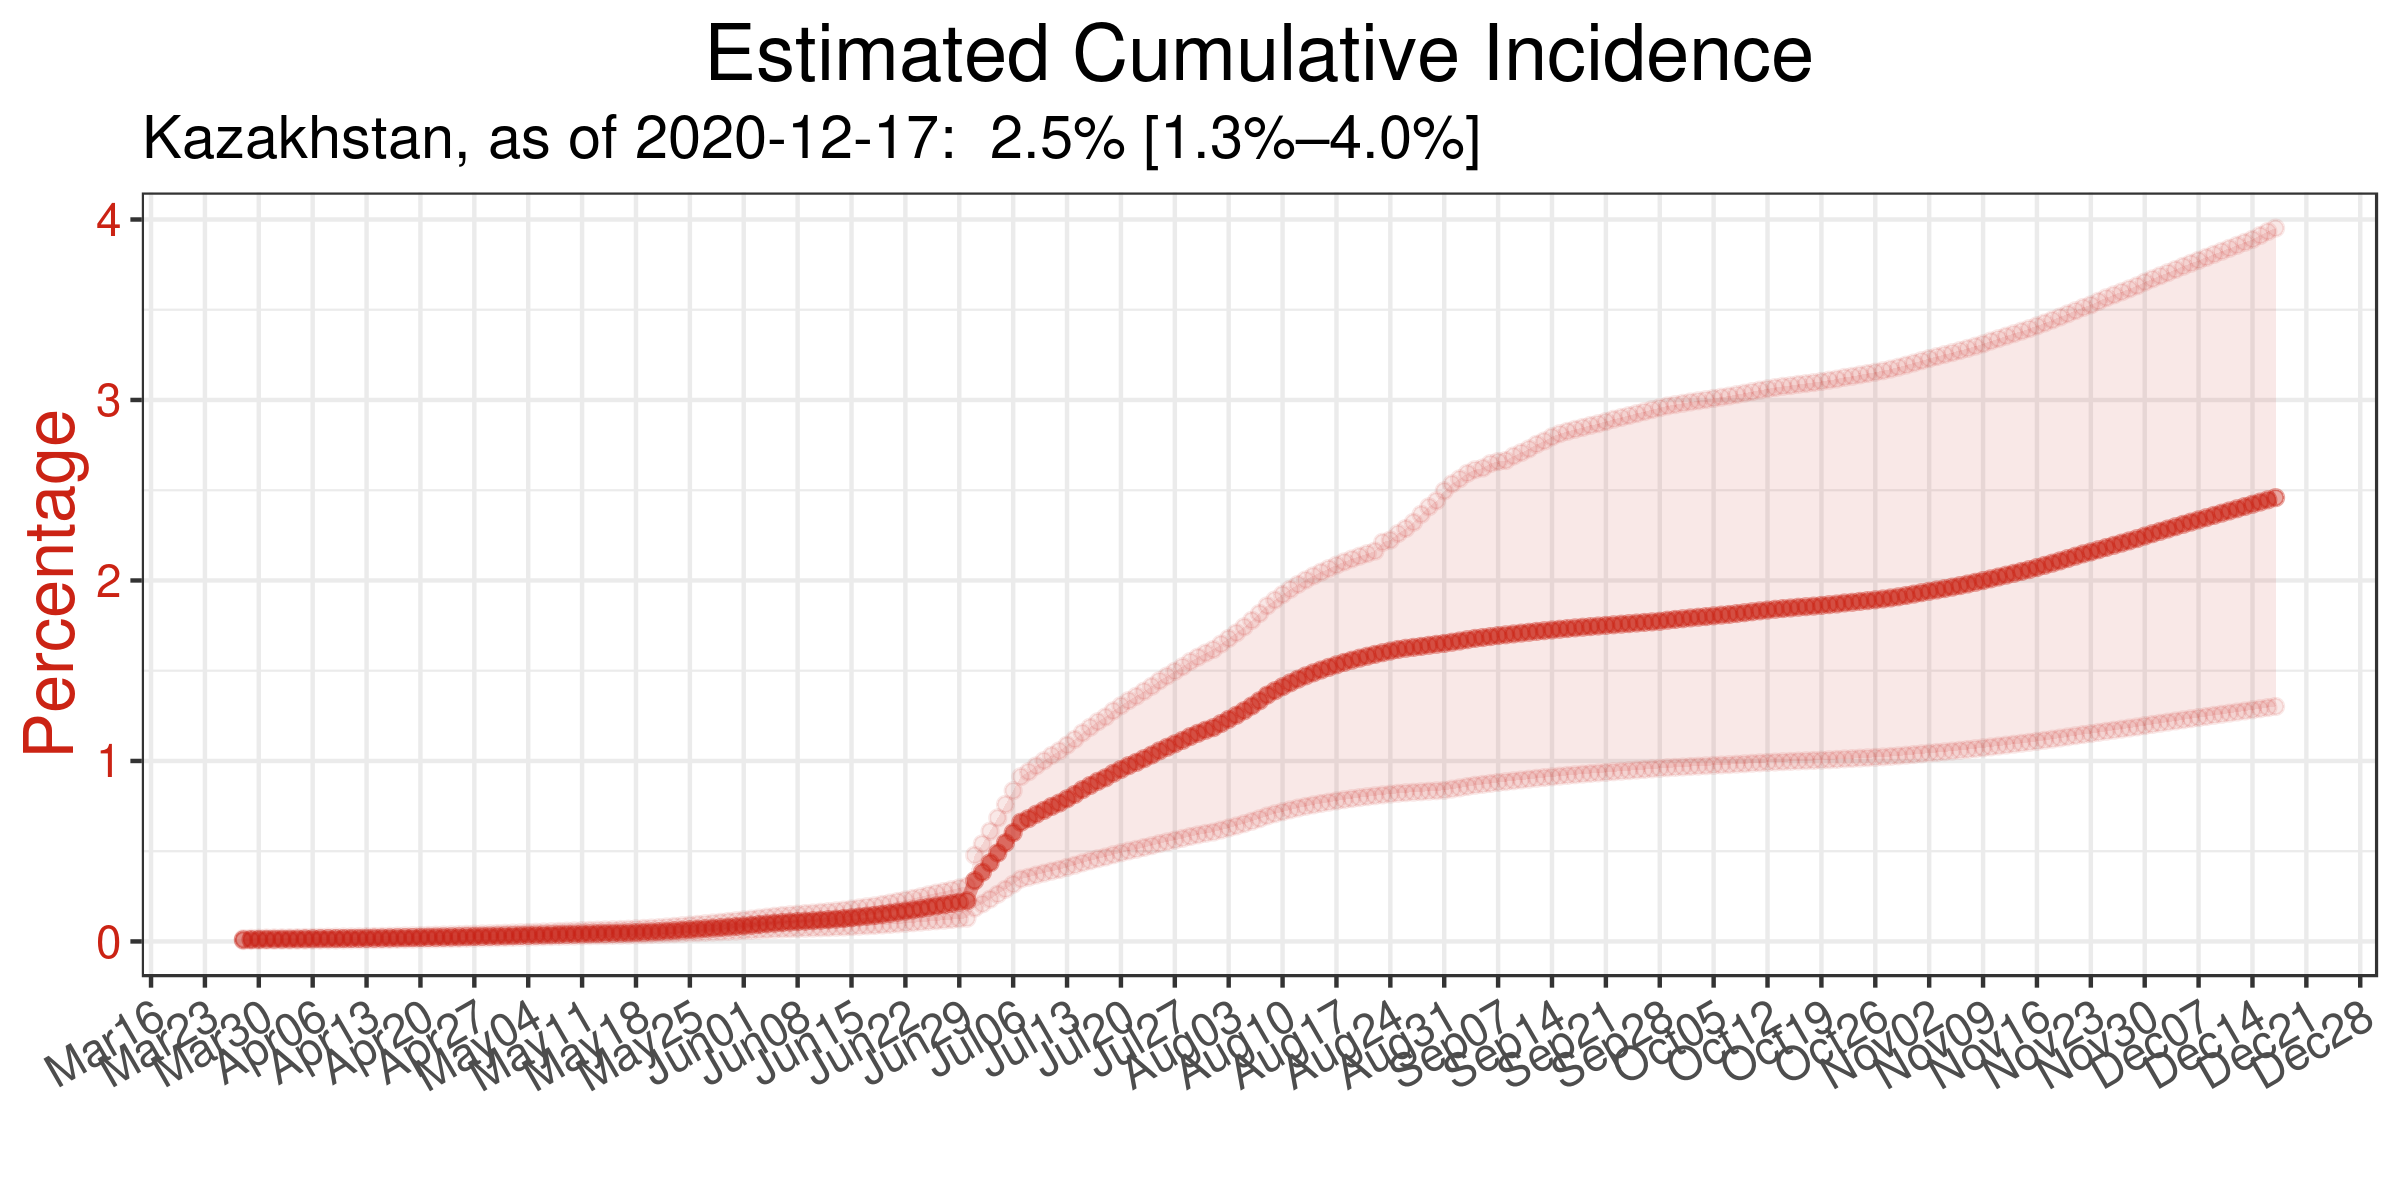 Estimated Cumulative Incidence
Kazakhstan, as of 2020-12-17:  2.5% [1.3%–4.0%]
Percentage
4
3
2
1
0
Mar16
Mar23
Mar30
Apr06
Apr13
Apr20
Apr27
May04
May11
May18
May25
Jun01
Jun08
Jun15
Jun22
Jun29
Jul06
Jul13
Jul20
Jul27
Aug03
Aug10
Aug17
Aug24
Aug31
Sep07
Sep14
Sep21
Sep28
Oct05
Oct12
Oct19
Oct26
Nov02
Nov09
Nov16
Nov23
Nov30
Dec07
Dec14
Dec21
Dec28